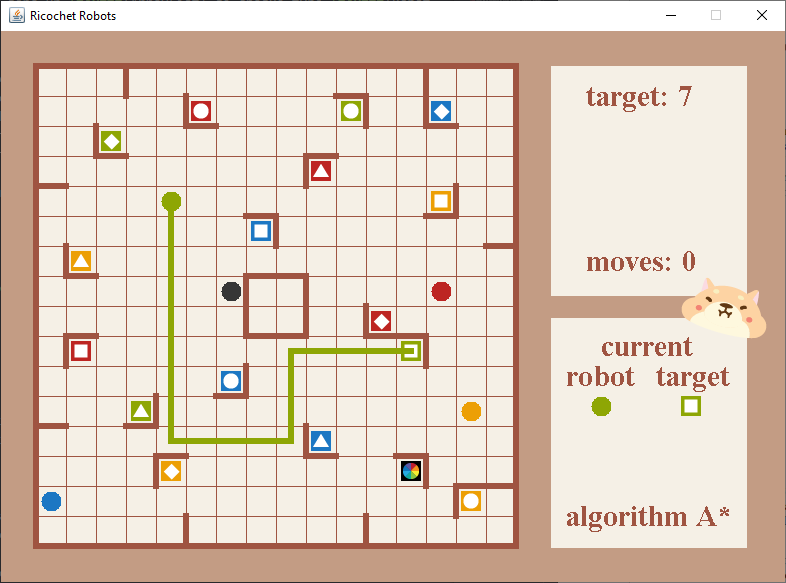 Ricochet Robots
target: 7
moves: 0
current
robot target
algorithm A*